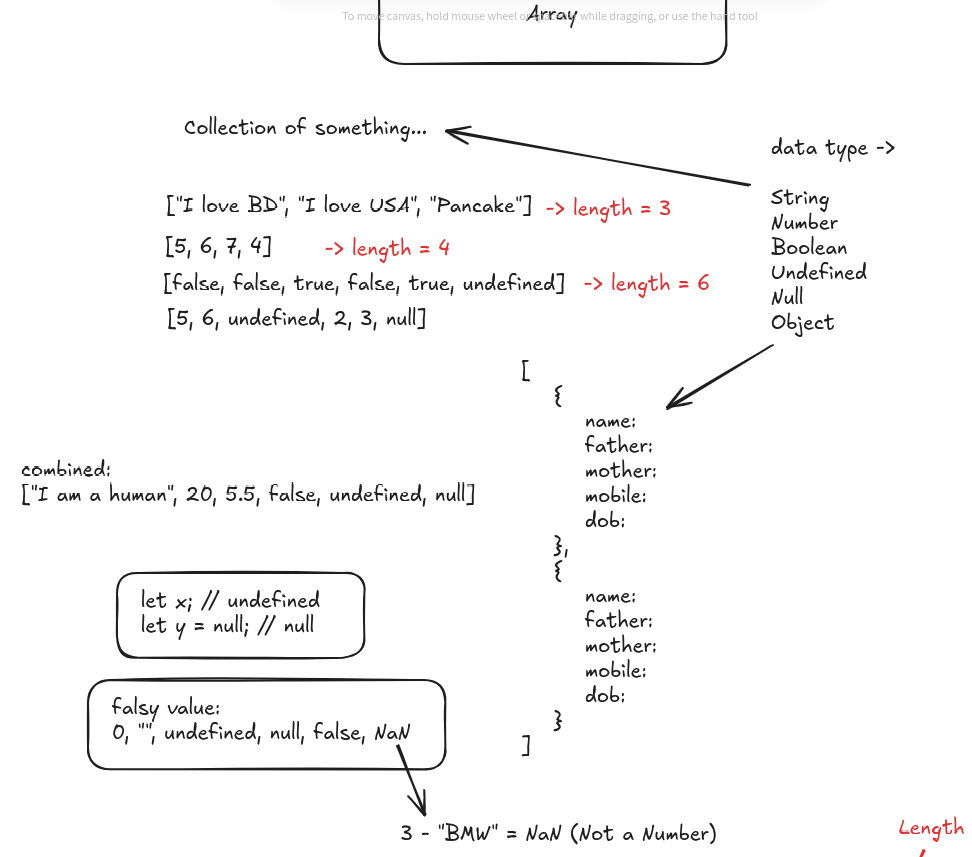 To move canvas, hold mouse wheel or spacebar while dragging, or use the hand tool
Array
Collection of something...
data type ->
String
Number
Boolean
Undefined
Null
Object
["I love BD", "I love USA", "Pancake"] -> length = 3
[5, 6, 7, 4] -> length = 4
[false, false, true, false, true, undefined] -> length = 6
[5, 6, undefined, 2, 3, null]
[
{
name:
father:
mother:
mobile:
dob:
},
{
name:
father:
mother:
mobile:
dob:
}
]
combined:
["I am a human", 20, 5.5, false, undefined, null]
let x; // undefined
let y = null; // null
falsy value:
0, "", undefined, null, false, NaN
3 - "BMW" = NaN (Not a Number)
Length